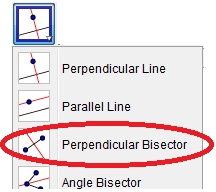 Perpendicular Line
Parallel Line
Perpendicular Bisector
Angle Bisector